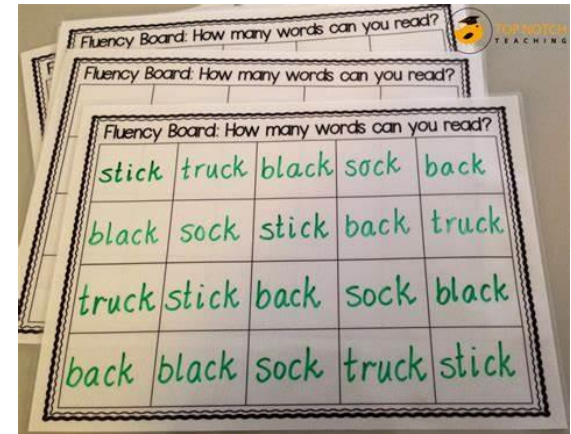 Fluency Board: How many words can you read?
TOP NOTCH
TEACHING
Fluency Board: How many words can you read?
Fluency Board: How many words can you read?
stick truck black sock back
black sock stick back truck
truck stick back sock black
back black sock truck stick